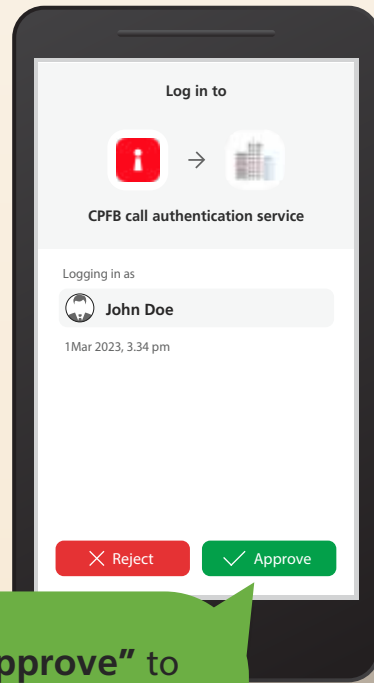 Log in to
CPFB call authentication service
Logging in as
John Doe
1Mar 2023, 3.34 pm
Reject
Approve
pprove” to